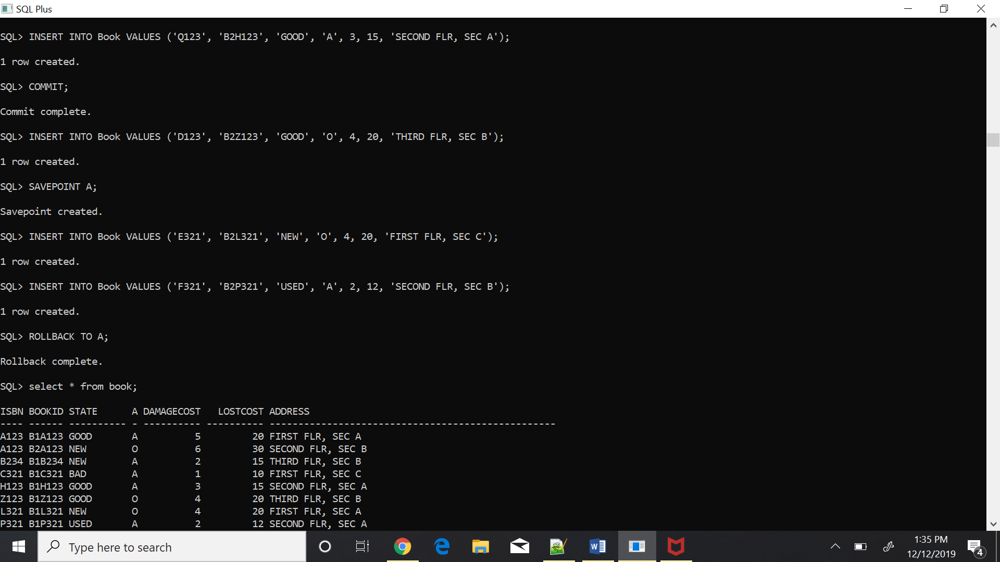 SQL Plus
SQL> INSERT INTO Book VALUES ('Q123', 'B2H123', 'GOOD', 'A', 3, 15, 'SECOND FLR, SEC A');
1 row created.
SQL> COMMIT;
Commit complete.
SQL> INSERT INTO Book VALUES ('D123', 'B2Z123', 'GOOD', 'O', 4, 20, 'THIRD FLR, SEC B');
1 row created.
SQL> SAVEPOINT A;
Savepoint created.
SQL> INSERT INTO Book VALUES ('E321', 'B2L321', 'NEW', 'O', 4, 20, 'FIRST FLR, SEC C');
1 row created.
SQL> INSERT INTO Book VALUES ('F321', 'B2P321', 'USED', 'A', 2, 12, 'SECOND FLR, SEC B');
1 row created.
SQL> ROLLBACK TO A;
Rollback complete.
SQL> select * from book;
ISBN BOOKID STATE      A DAMAGECOST   LOSTCOST ADDRESS
---- ------ ---------- - ---------- ---------- --------------------------------------------------
A123 B1A123 GOOD       A          5         20 FIRST FLR, SEC A
A123 B2A123 NEW        O          6         30 SECOND FLR, SEC B
B234 B1B234 NEW        A          2         15 THIRD FLR, SEC B
C321 B1C321 BAD        A          1         10 FIRST FLR, SEC C
H123 B1H123 GOOD       A          3         15 SECOND FLR, SEC A
Z123 B1Z123 GOOD       O          4         20 THIRD FLR, SEC B
L321 B1L321 NEW        O          4         20 FIRST FLR, SEC A
P321 B1P321 USED       A          2         12 SECOND FLR, SEC A
Type here to search
W
1:35 PM
12/12/2019
4